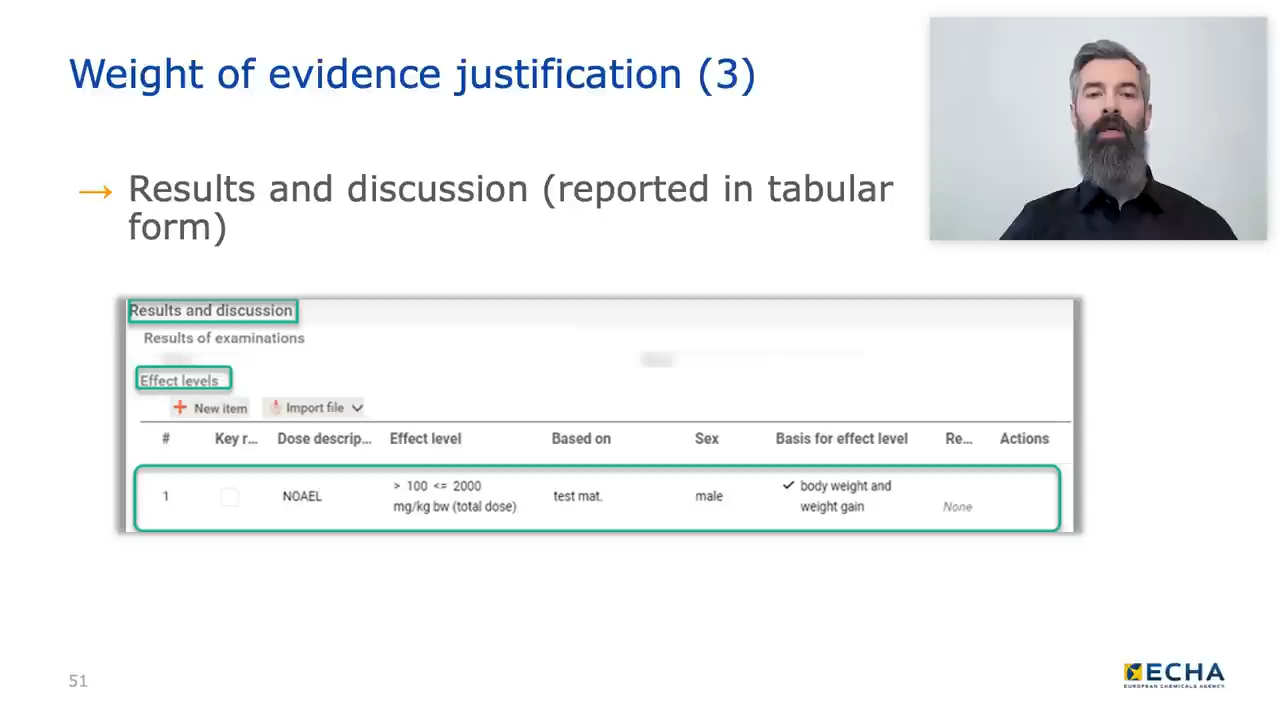 Weight of evidence justification (3)
→ Results and discussion (reported in tabular
form)
Results and discussion
Results of examinations
Effect levels
+ New item Import file
# Key r... Dose descrip... Effect level Based on Sex Basis for effect level Re... Actions
1 NOAEL > 100 <= 2000 mg/kg bw (total dose) test mat. male ✓ body weight and weight gain None
51
ECHA
EUROPEAN CHEMICALS AGENCY